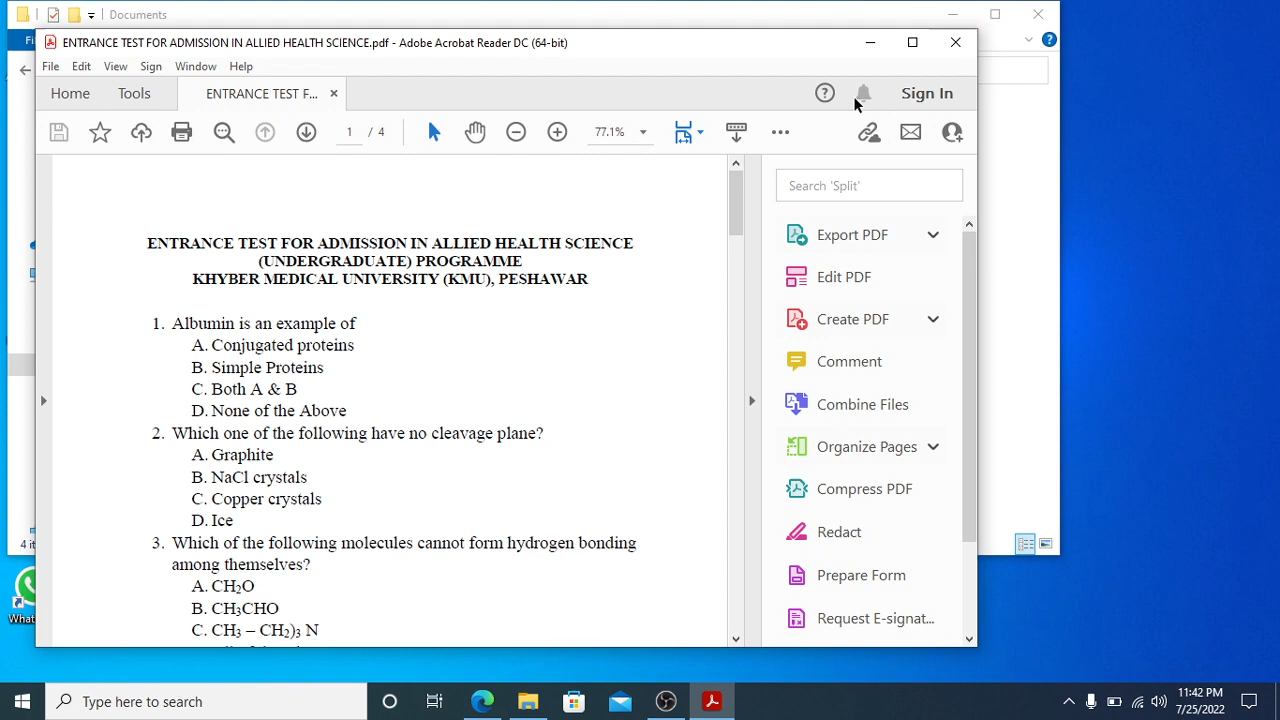 Documents
ENTRANCE TEST FOR ADMISSION IN ALLIED HEALTH SCIENCE.pdf - Adobe Acrobat Reader DC (64-bit)
File Edit View Sign Window Help
Home Tools ENTRANCE TEST F... Sign In
1 / 4 77.1%
Search 'Split'
Export PDF
Edit PDF
Create PDF
Comment
Combine Files
Organize Pages
Compress PDF
Redact
Prepare Form
Request E-signat...
ENTRANCE TEST FOR ADMISSION IN ALLIED HEALTH SCIENCE
(UNDERGRADUATE) PROGRAMME
KHYBER MEDICAL UNIVERSITY (KMU), PESHAWAR
1. Albumin is an example of
A. Conjugated proteins
B. Simple Proteins
C. Both A & B
D. None of the Above
2. Which one of the following have no cleavage plane?
A. Graphite
B. NaCl crystals
C. Copper crystals
D. Ice
3. Which of the following molecules cannot form hydrogen bonding
among themselves?
A. CH₂O
B. CH₃CHO
C. CH₃ – CH₂)₃ N
4 it
What
Type here to search
11:42 PM
7/25/2022